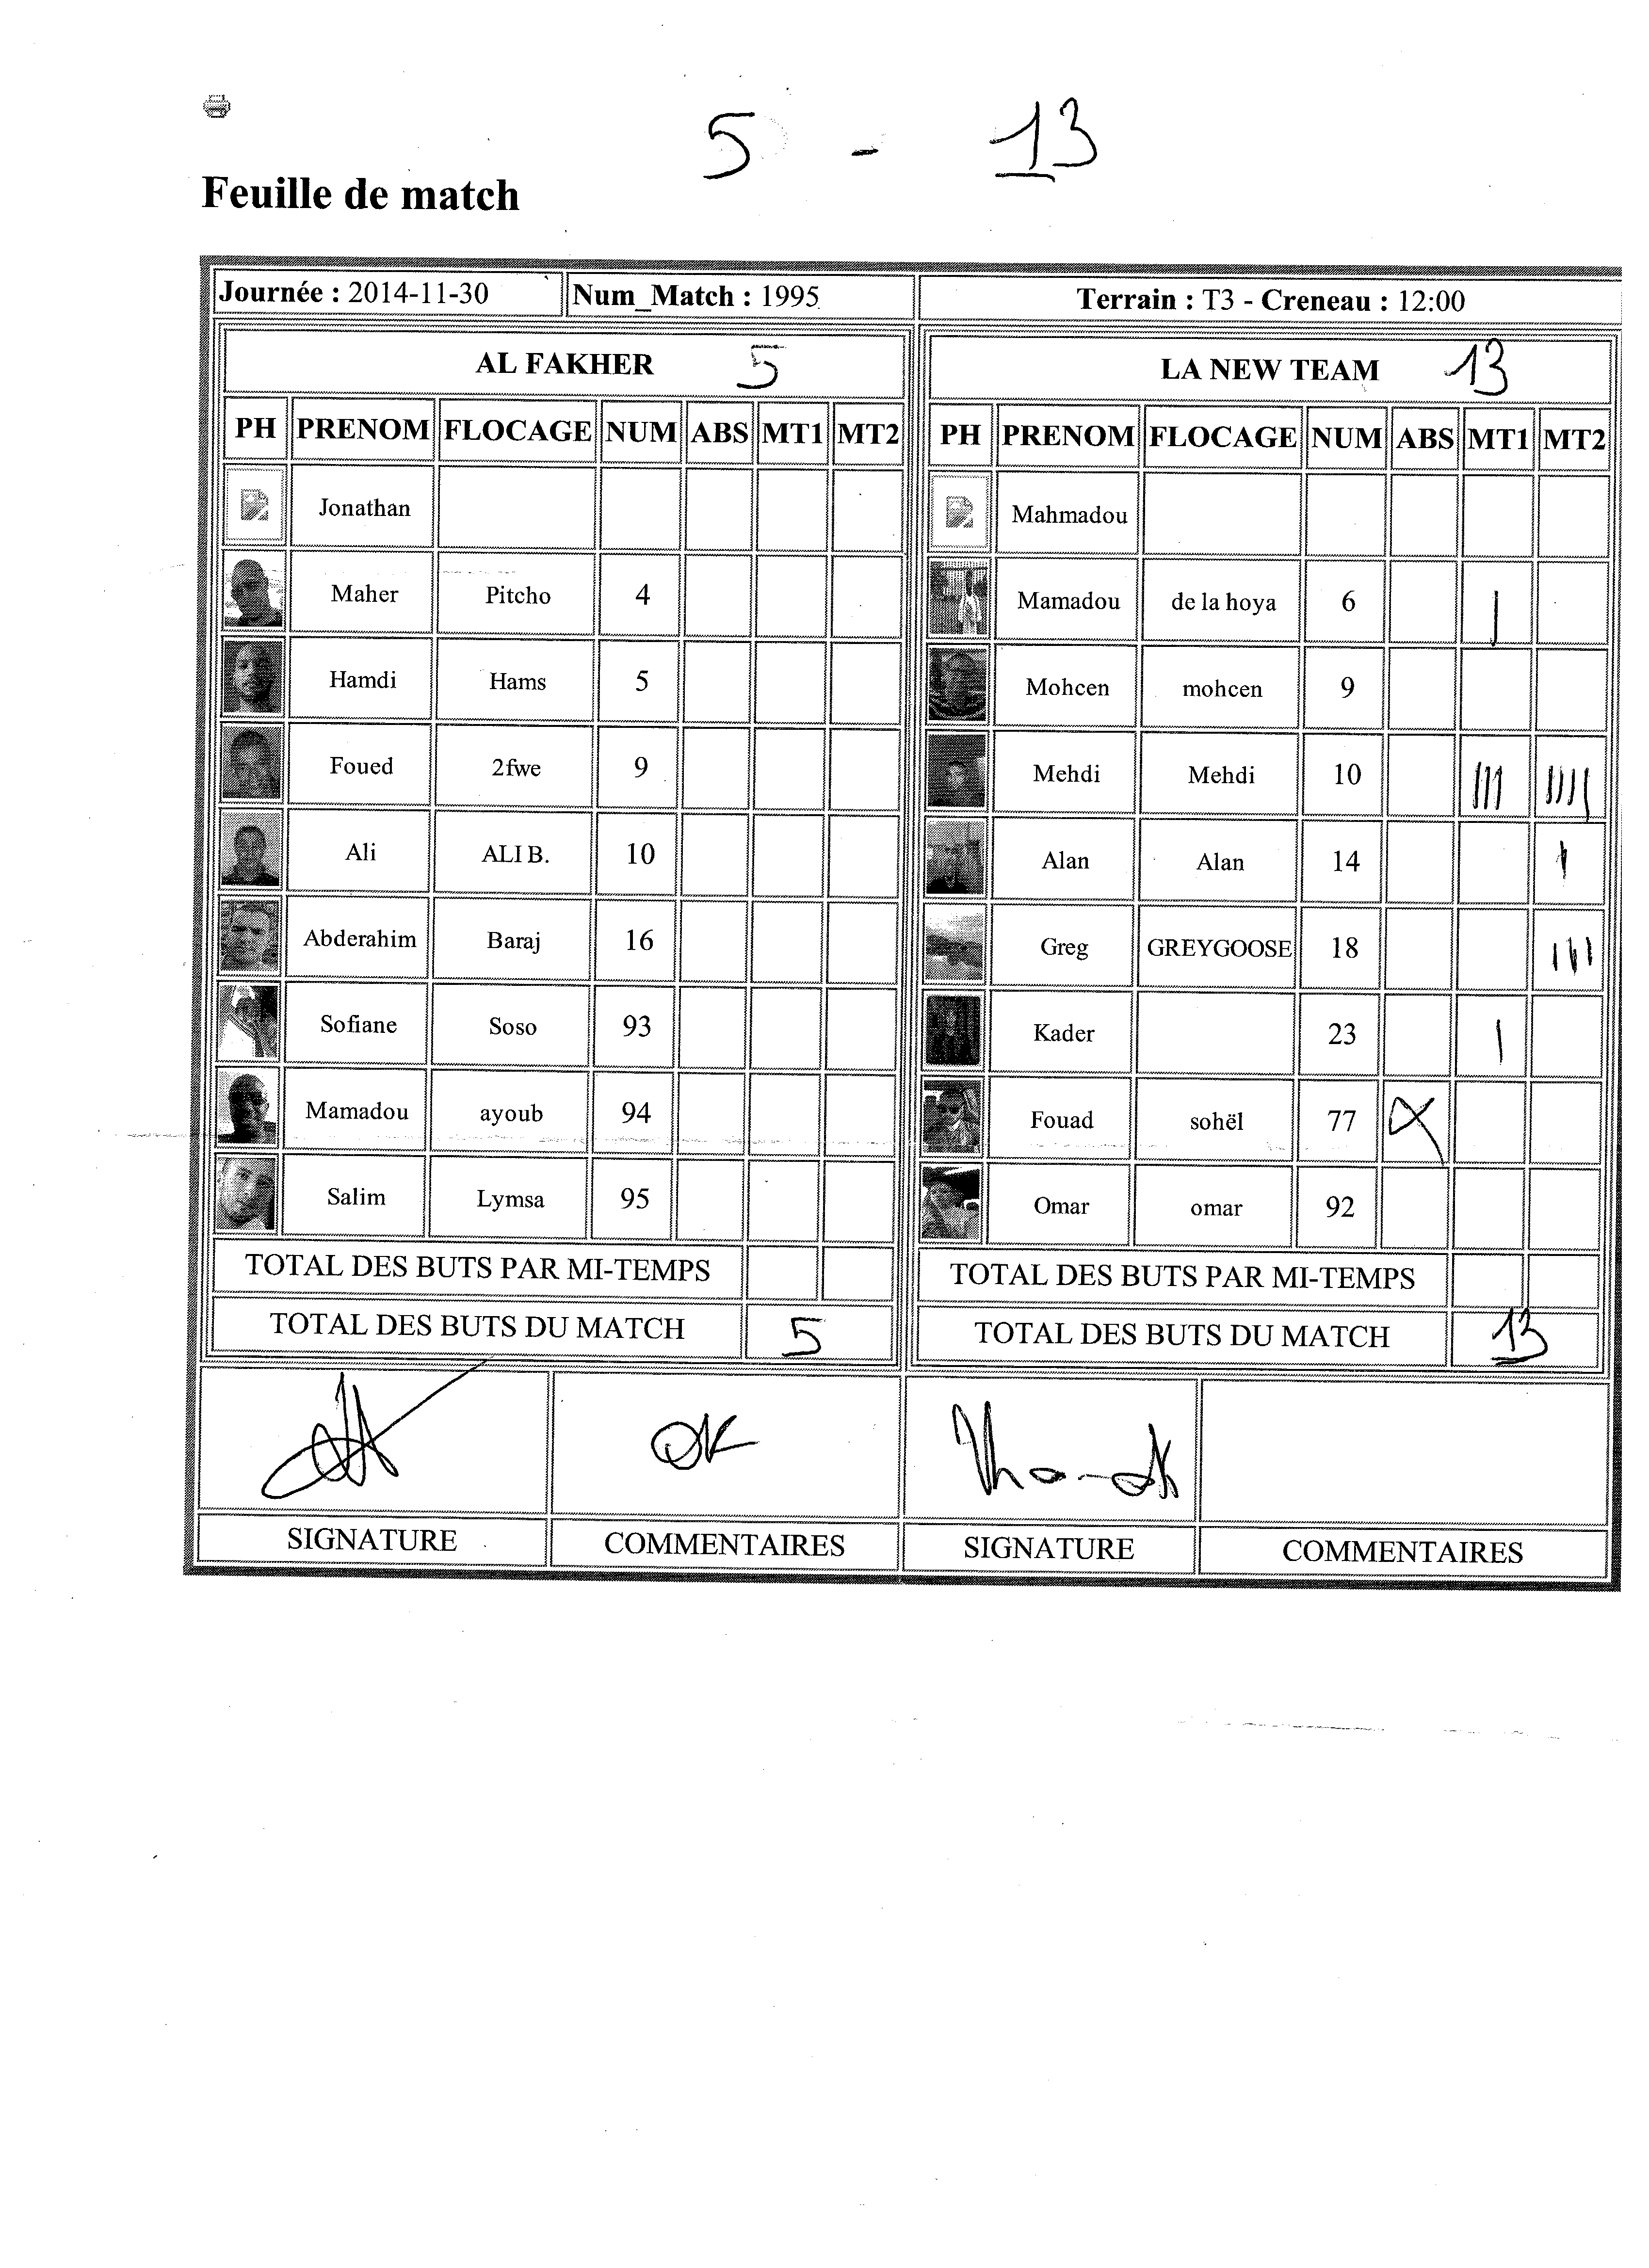 5 - 13
Feuille de match
Journée : 2014-11-30 Num_Match : 1995 Terrain : T3 - Creneau : 12:00
AL FAKHER 5 LA NEW TEAM 13
PH PRENOM FLOCAGE NUM ABS MT1 MT2 PH PRENOM FLOCAGE NUM ABS MT1 MT2
Jonathan Mahmadou
Maher Pitcho 4 Mamadou de la hoya 6 |
Hamdi Hams 5 Mohcen mohcen 9
Foued 2fwe 9 Mehdi Mehdi 10 ||| ||||
Ali ALI B. 10 Alan Alan 14 |
Abderahim Baraj 16 Greg GREYGOOSE 18 |||
Sofiane Soso 93 Kader 23 |
Mamadou ayoub 94 Fouad sohël 77 X
Salim Lymsa 95 Omar omar 92
TOTAL DES BUTS PAR MI-TEMPS TOTAL DES BUTS PAR MI-TEMPS
TOTAL DES BUTS DU MATCH 5 TOTAL DES BUTS DU MATCH 13
OK
SIGNATURE COMMENTAIRES SIGNATURE COMMENTAIRES